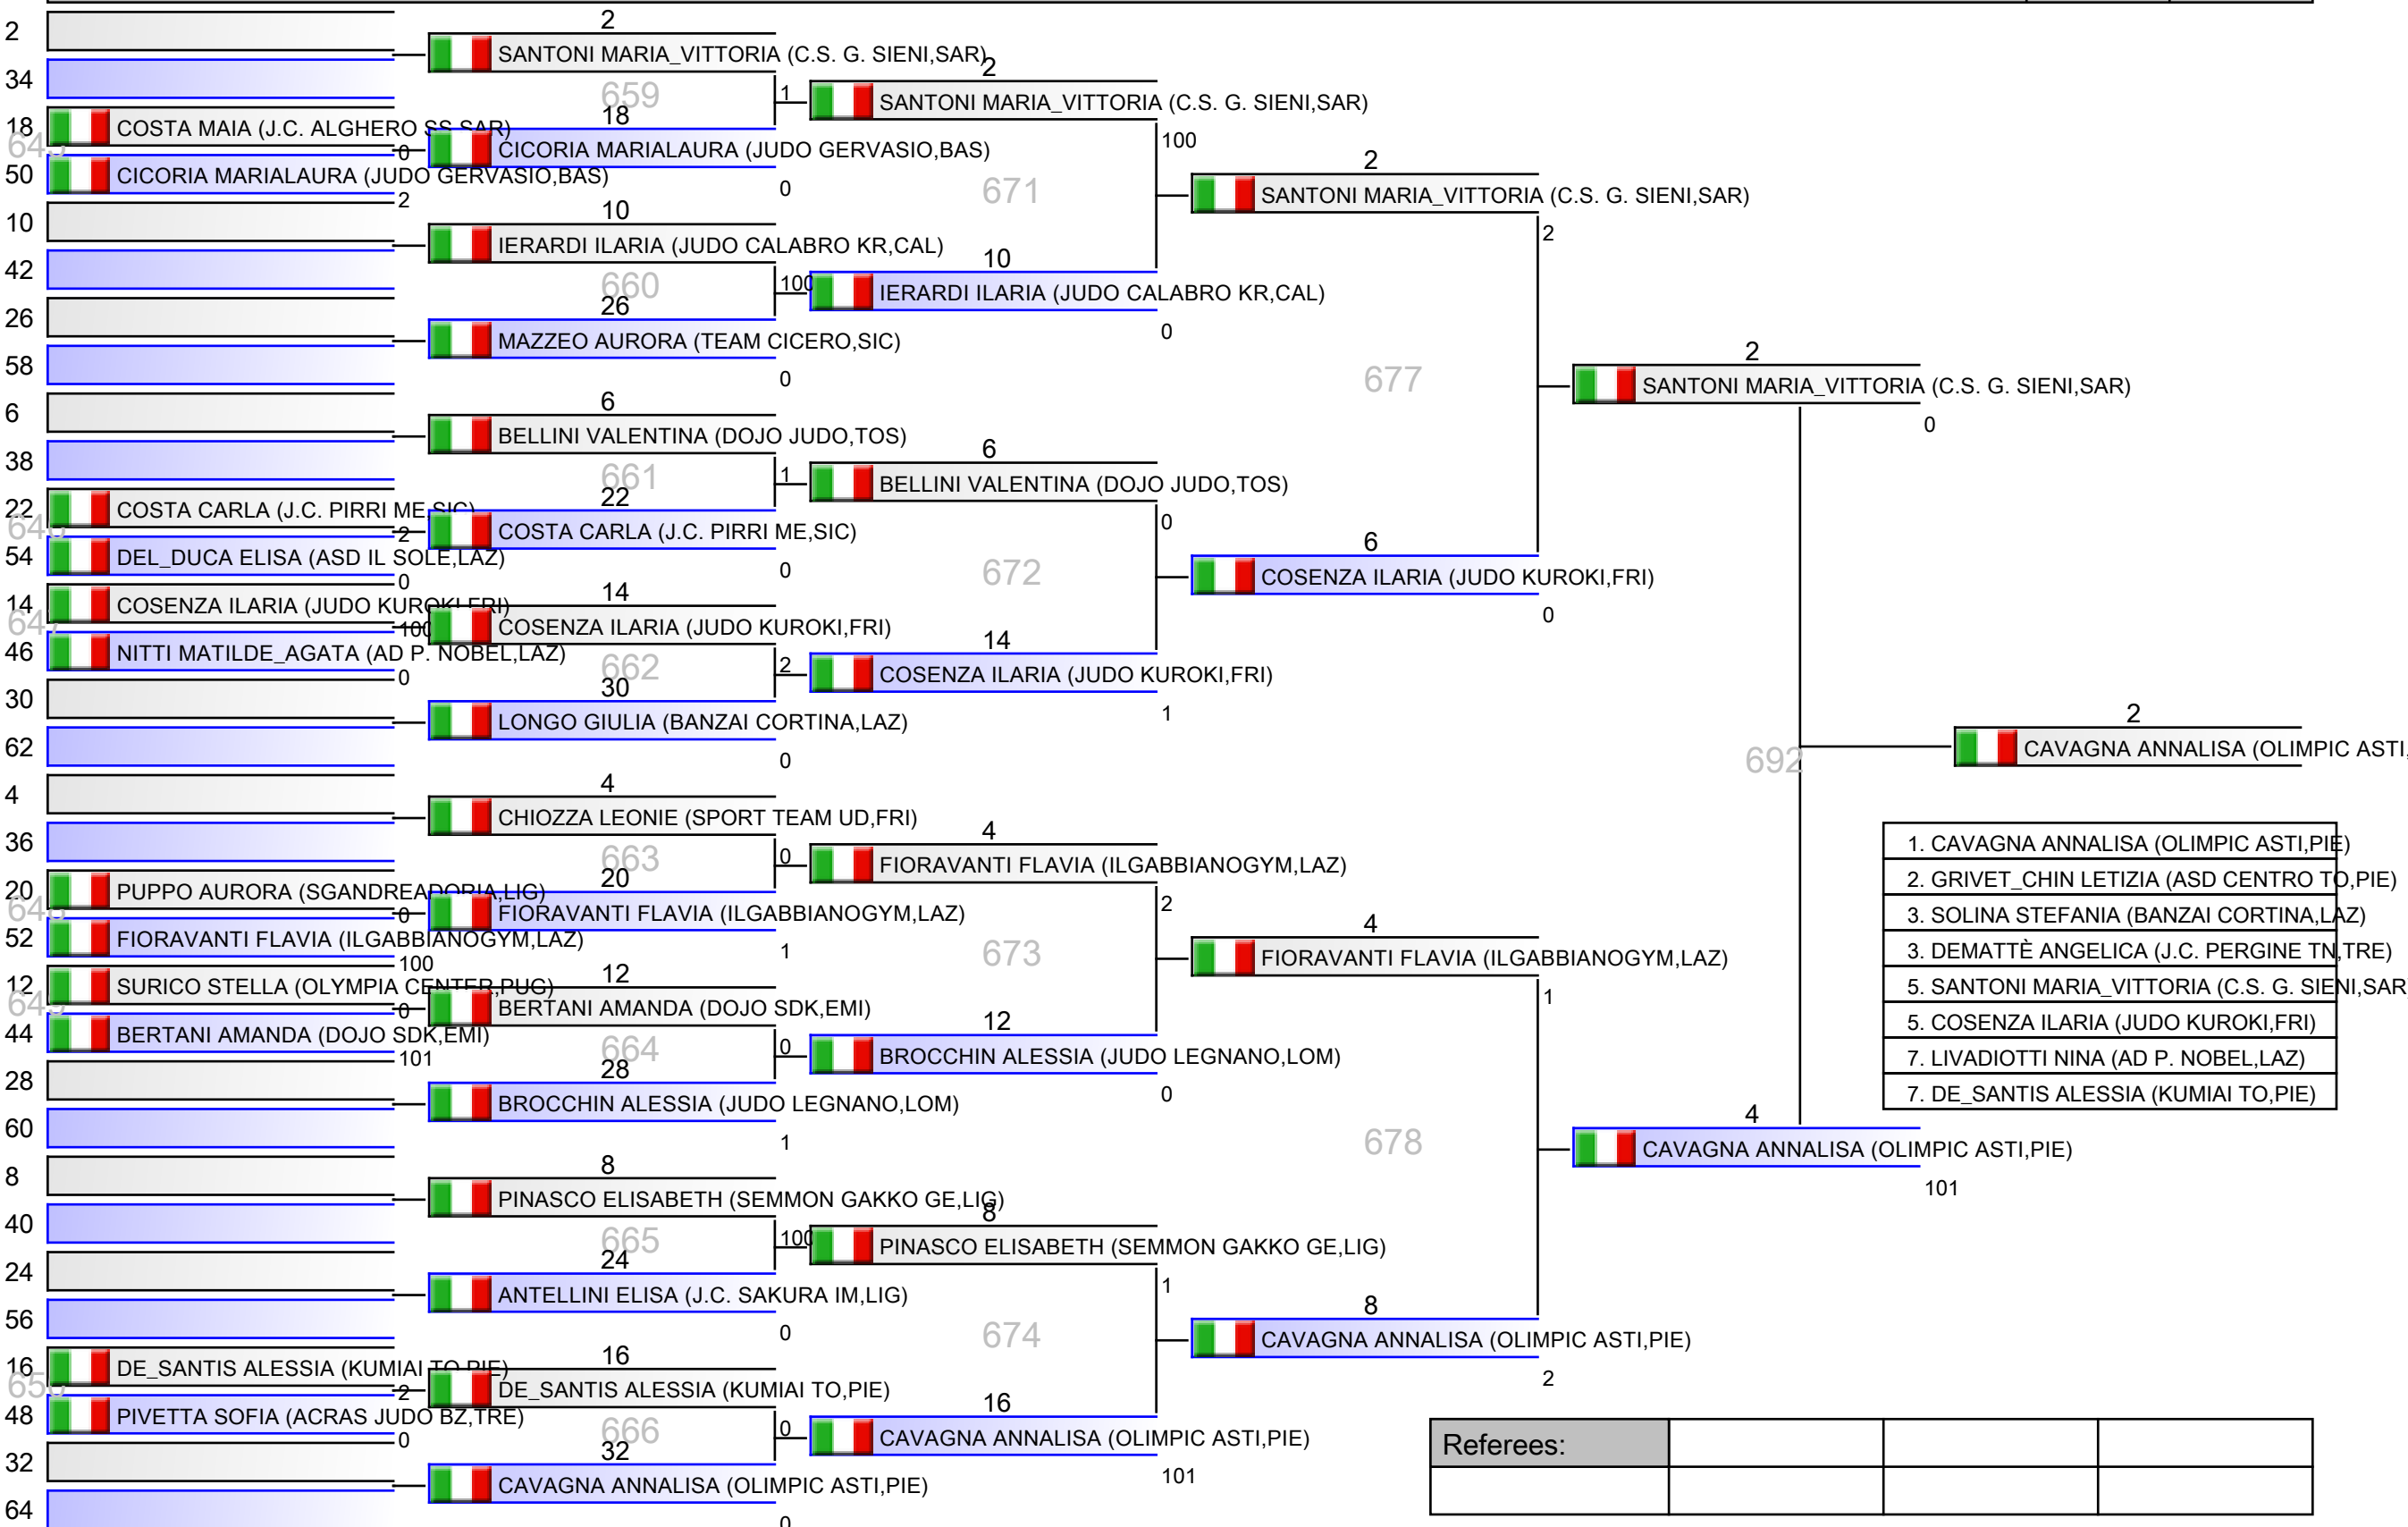 2
34
18
50
10
42
26
58
6
38
22
54
14
46
30
62
4
36
20
52
12
44
28
60
8
40
24
56
16
48
32
64
COSTA MAIA (J.C. ALGHERO SS,SAR)
0
CICORIA MARIALAURA (JUDO GERVASIO,BAS)
2
COSTA CARLA (J.C. PIRRI ME,SIC)
2
646
DEL_DUCA ELISA (ASD IL SOLE,LAZ)
0
COSENZA ILARIA (JUDO KUROKI,FRI)
100
647
NITTI MATILDE_AGATA (AD P. NOBEL,LAZ)
0
PUPPO AURORA (SGANDREADORIA,LIG)
0
648
FIORAVANTI FLAVIA (ILGABBIANOGYM,LAZ)
100
SURICO STELLA (OLYMPIA CENTER,PUG)
0
649
BERTANI AMANDA (DOJO SDK,EMI)
101
DE_SANTIS ALESSIA (KUMIAI TO,PIE)
2
650
PIVETTA SOFIA (ACRAS JUDO BZ,TRE)
0
2
SANTONI MARIA_VITTORIA (C.S. G. SIENI,SAR)
1
659
18
CICORIA MARIALAURA (JUDO GERVASIO,BAS)
0
10
IERARDI ILARIA (JUDO CALABRO KR,CAL)
100
660
26
MAZZEO AURORA (TEAM CICERO,SIC)
0
6
BELLINI VALENTINA (DOJO JUDO,TOS)
1
661
22
COSTA CARLA (J.C. PIRRI ME,SIC)
0
14
COSENZA ILARIA (JUDO KUROKI,FRI)
2
662
30
LONGO GIULIA (BANZAI CORTINA,LAZ)
0
4
CHIOZZA LEONIE (SPORT TEAM UD,FRI)
0
663
20
FIORAVANTI FLAVIA (ILGABBIANOGYM,LAZ)
1
12
BERTANI AMANDA (DOJO SDK,EMI)
0
664
28
BROCCHIN ALESSIA (JUDO LEGNANO,LOM)
1
8
PINASCO ELISABETH (SEMMON GAKKO GE,LIG)
100
665
24
ANTELLINI ELISA (J.C. SAKURA IM,LIG)
0
16
DE_SANTIS ALESSIA (KUMIAI TO,PIE)
0
666
32
CAVAGNA ANNALISA (OLIMPIC ASTI,PIE)
0
2
SANTONI MARIA_VITTORIA (C.S. G. SIENI,SAR)
100
671
10
IERARDI ILARIA (JUDO CALABRO KR,CAL)
0
6
BELLINI VALENTINA (DOJO JUDO,TOS)
0
672
14
COSENZA ILARIA (JUDO KUROKI,FRI)
1
4
FIORAVANTI FLAVIA (ILGABBIANOGYM,LAZ)
2
673
12
BROCCHIN ALESSIA (JUDO LEGNANO,LOM)
0
8
PINASCO ELISABETH (SEMMON GAKKO GE,LIG)
1
674
16
CAVAGNA ANNALISA (OLIMPIC ASTI,PIE)
101
2
SANTONI MARIA_VITTORIA (C.S. G. SIENI,SAR)
2
677
6
COSENZA ILARIA (JUDO KUROKI,FRI)
0
4
FIORAVANTI FLAVIA (ILGABBIANOGYM,LAZ)
1
678
8
CAVAGNA ANNALISA (OLIMPIC ASTI,PIE)
2
2
SANTONI MARIA_VITTORIA (C.S. G. SIENI,SAR)
0
692
4
CAVAGNA ANNALISA (OLIMPIC ASTI,PIE)
101
2
CAVAGNA ANNALISA (OLIMPIC ASTI,
1. CAVAGNA ANNALISA (OLIMPIC ASTI,PIE)
2. GRIVET_CHIN LETIZIA (ASD CENTRO TO,PIE)
3. SOLINA STEFANIA (BANZAI CORTINA,LAZ)
3. DEMATTÈ ANGELICA (J.C. PERGINE TN,TRE)
5. SANTONI MARIA_VITTORIA (C.S. G. SIENI,SAR
5. COSENZA ILARIA (JUDO KUROKI,FRI)
7. LIVADIOTTI NINA (AD P. NOBEL,LAZ)
7. DE_SANTIS ALESSIA (KUMIAI TO,PIE)
Referees: